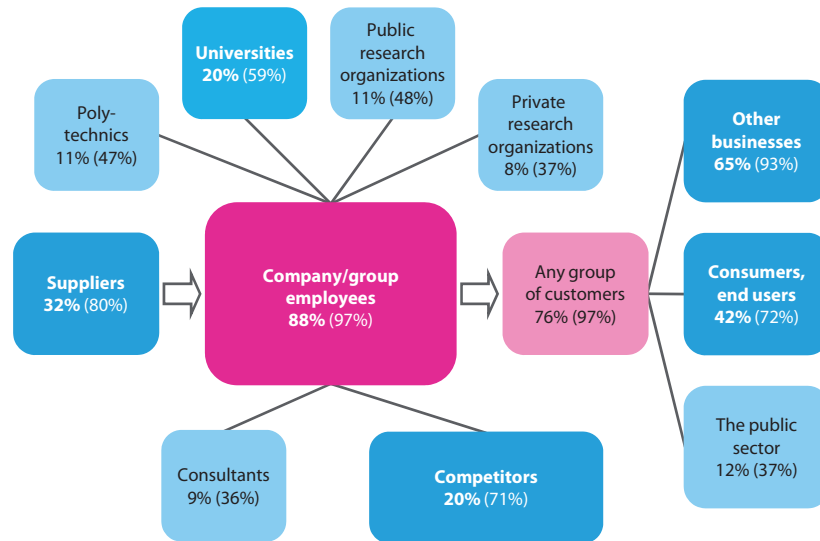 Universities
20% (59%)
Public
research
organizations
11% (48%)
Poly-
technics
11% (47%)
Private
research
organizations
8% (37%)
Other
businesses
65% (93%)
Suppliers
32% (80%)
Company/group
employees
88% (97%)
Any group
of customers
76% (97%)
Consumers,
end users
42% (72%)
The public
sector
12% (37%)
Consultants
9% (36%)
Competitors
20% (71%)